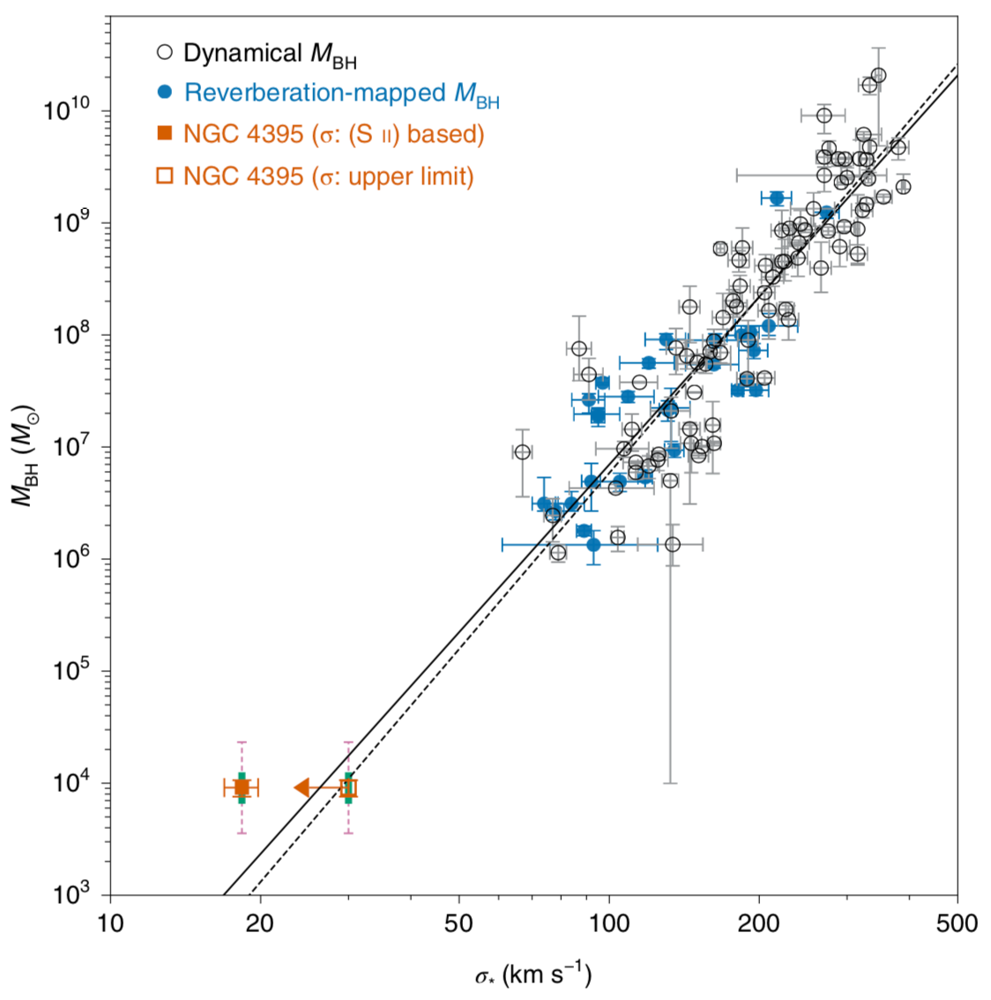 Dynamical M_BH
Reverberation-mapped M_BH
NGC 4395 (σ: (S II) based)
NGC 4395 (σ: upper limit)
10^10
10^9
10^8
10^7
10^6
10^5
10^4
10^3
M_BH (M_⊙)
10 20 50 100 200 500
σ_* (km s^−1)